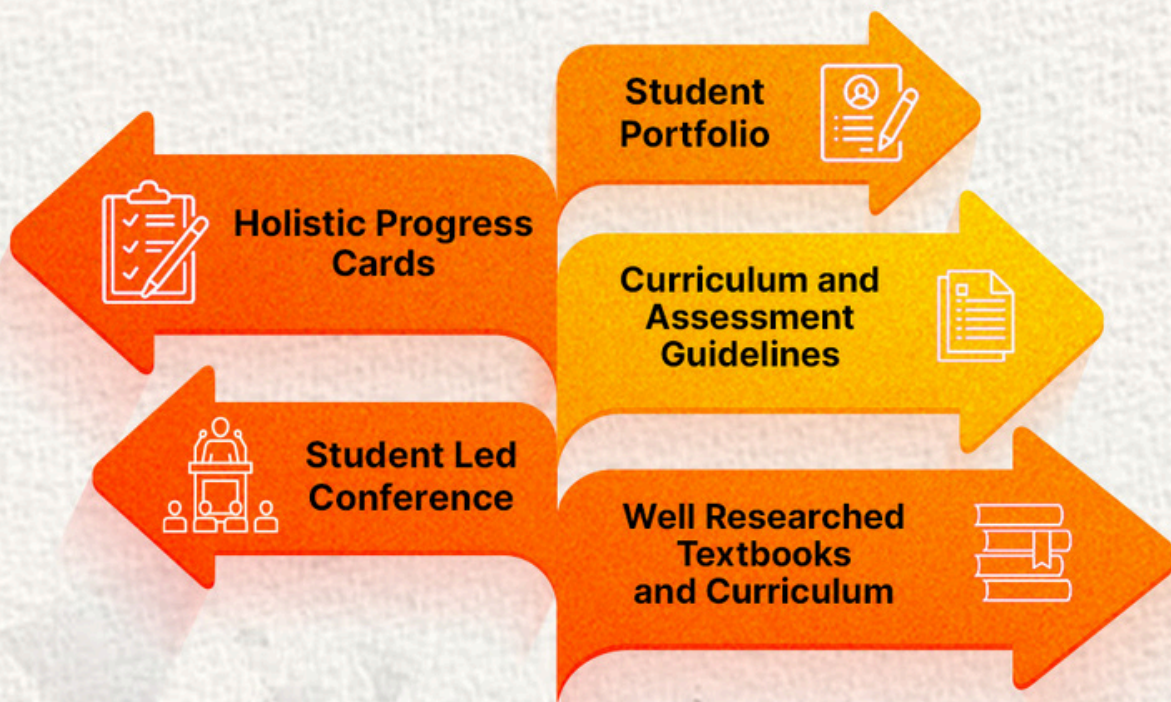 Student
Portfolio
Holistic Progress
Cards
Curriculum and
Assessment
Guidelines
Student Led
Conference
Well Researched
Textbooks
and Curriculum